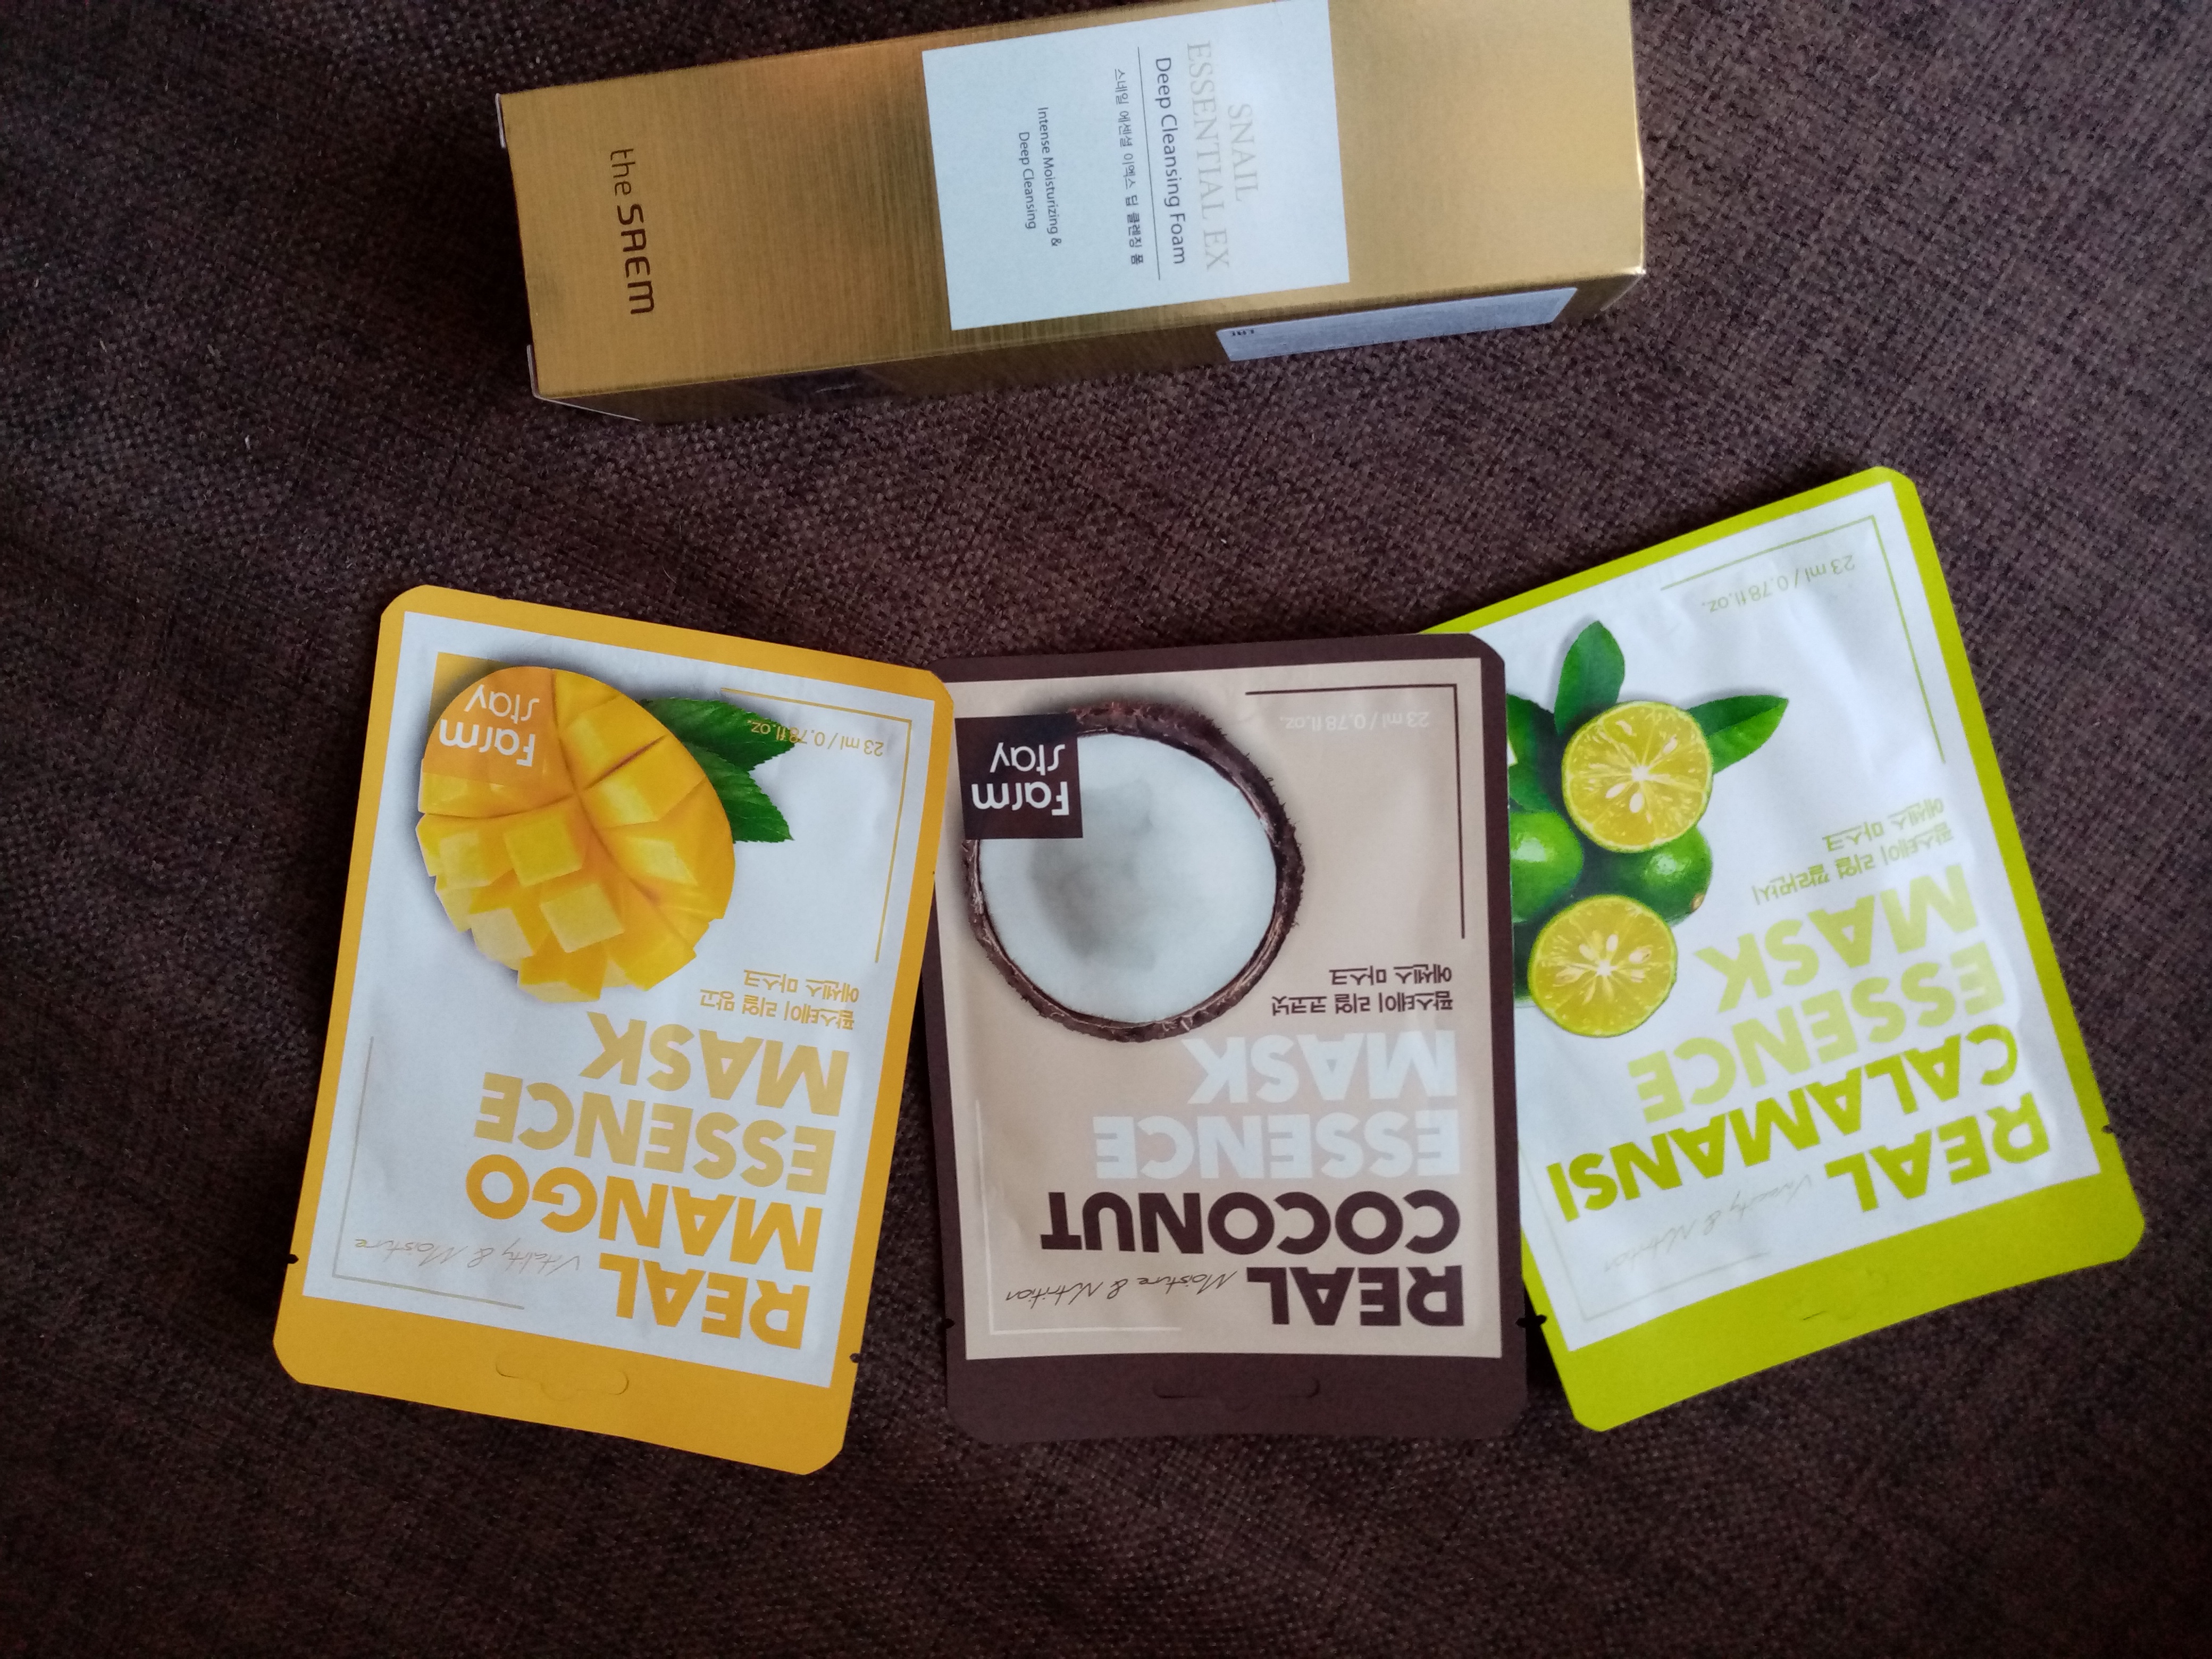 SNAIL
ESSENTIAL EX
Deep Cleansing Foam
스네일 에센셜 이엑스 딥 클렌징 폼
Intense Moisturizing &
Deep Cleansing
the SAEM
REAL
Vitality & Moisture
MANGO
ESSENCE
MASK
팜스테이 리얼 망고
에센스 마스크
23 ml / 0.78 fl.oz.
Farm
stay
REAL
Moisture & Nutrition
COCONUT
ESSENCE
MASK
팜스테이 리얼 코코넛
에센스 마스크
23 ml / 0.78 fl.oz.
Farm
stay
REAL
Vitality & Nutrition
CALAMANSI
ESSENCE
MASK
팜스테이 리얼 깔라만시
에센스 마스크
23 ml / 0.78 fl.oz.